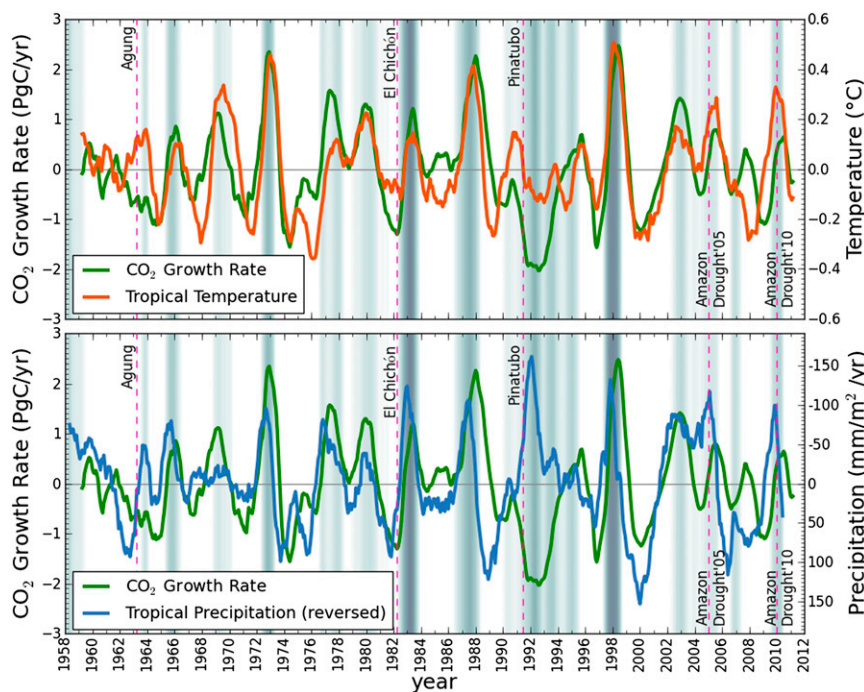 CO₂ Growth Rate (PgC/yr)
3
2
1
0
−1
−2
−3
Agung
El Chichón
Pinatubo
Amazon
Drought'05
Amazon
Drought'10
CO₂ Growth Rate
Tropical Temperature
0.6
0.4
0.2
0.0
−0.2
−0.4
−0.6
Temperature (°C)
CO₂ Growth Rate (PgC/yr)
3
2
1
0
−1
−2
−3
Agung
El Chichón
Pinatubo
Amazon
Drought'05
Amazon
Drought'10
CO₂ Growth Rate
Tropical Precipitation (reversed)
-150
-100
-50
0
50
100
150
Precipitation (mm/m² /yr)
1958 1960 1962 1964 1966 1968 1970 1972 1974 1976 1978 1980 1982 1984 1986 1988 1990 1992 1994 1996 1998 2000 2002 2004 2006 2008 2010 2012
year